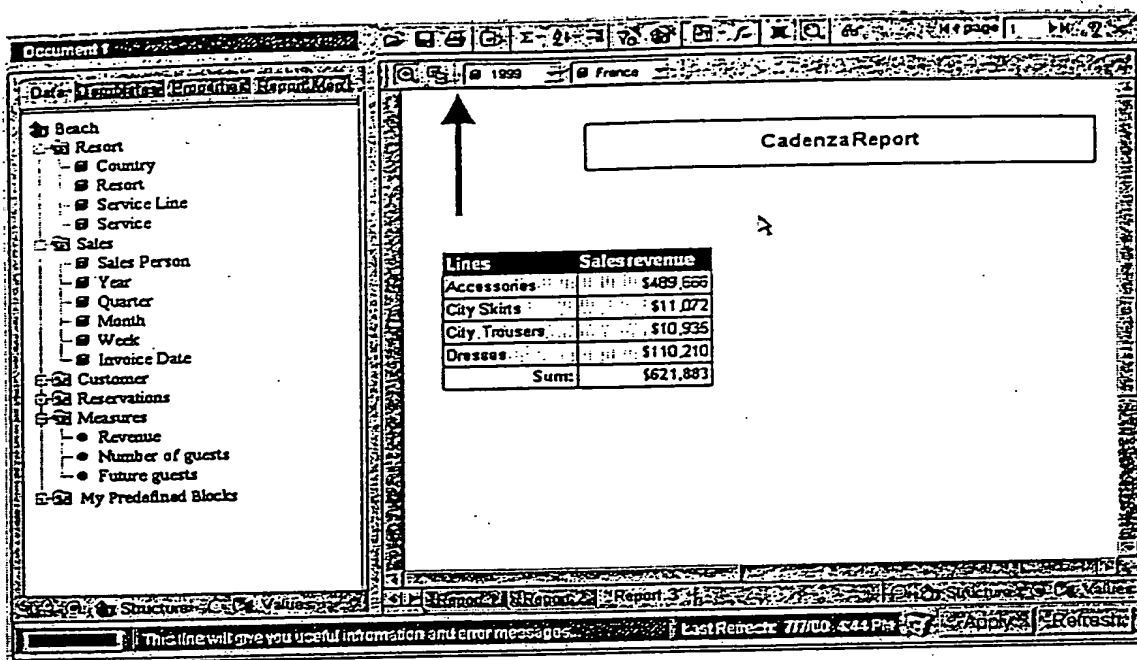 Document 1
page 1
Data Templates Properties Report Map
1999 France
Beach
Resort
Country
Resort
Service Line
Service
Sales
Sales Person
Year
Quarter
Month
Week
Invoice Date
Customer
Reservations
Measures
Revenue
Number of guests
Future guests
My Predefined Blocks
CadenzaReport
Lines Sales revenue
Accessories $489,666
City Skirts $11,072
City Trousers $10,935
Dresses $110,210
Sum: $621,883
Structure Values
Report 1 Report 2 Report 3 Structure Values
This line will give you useful information and error messages... Last Refresh: 7/7/00 4:44 PM Apply Refresh